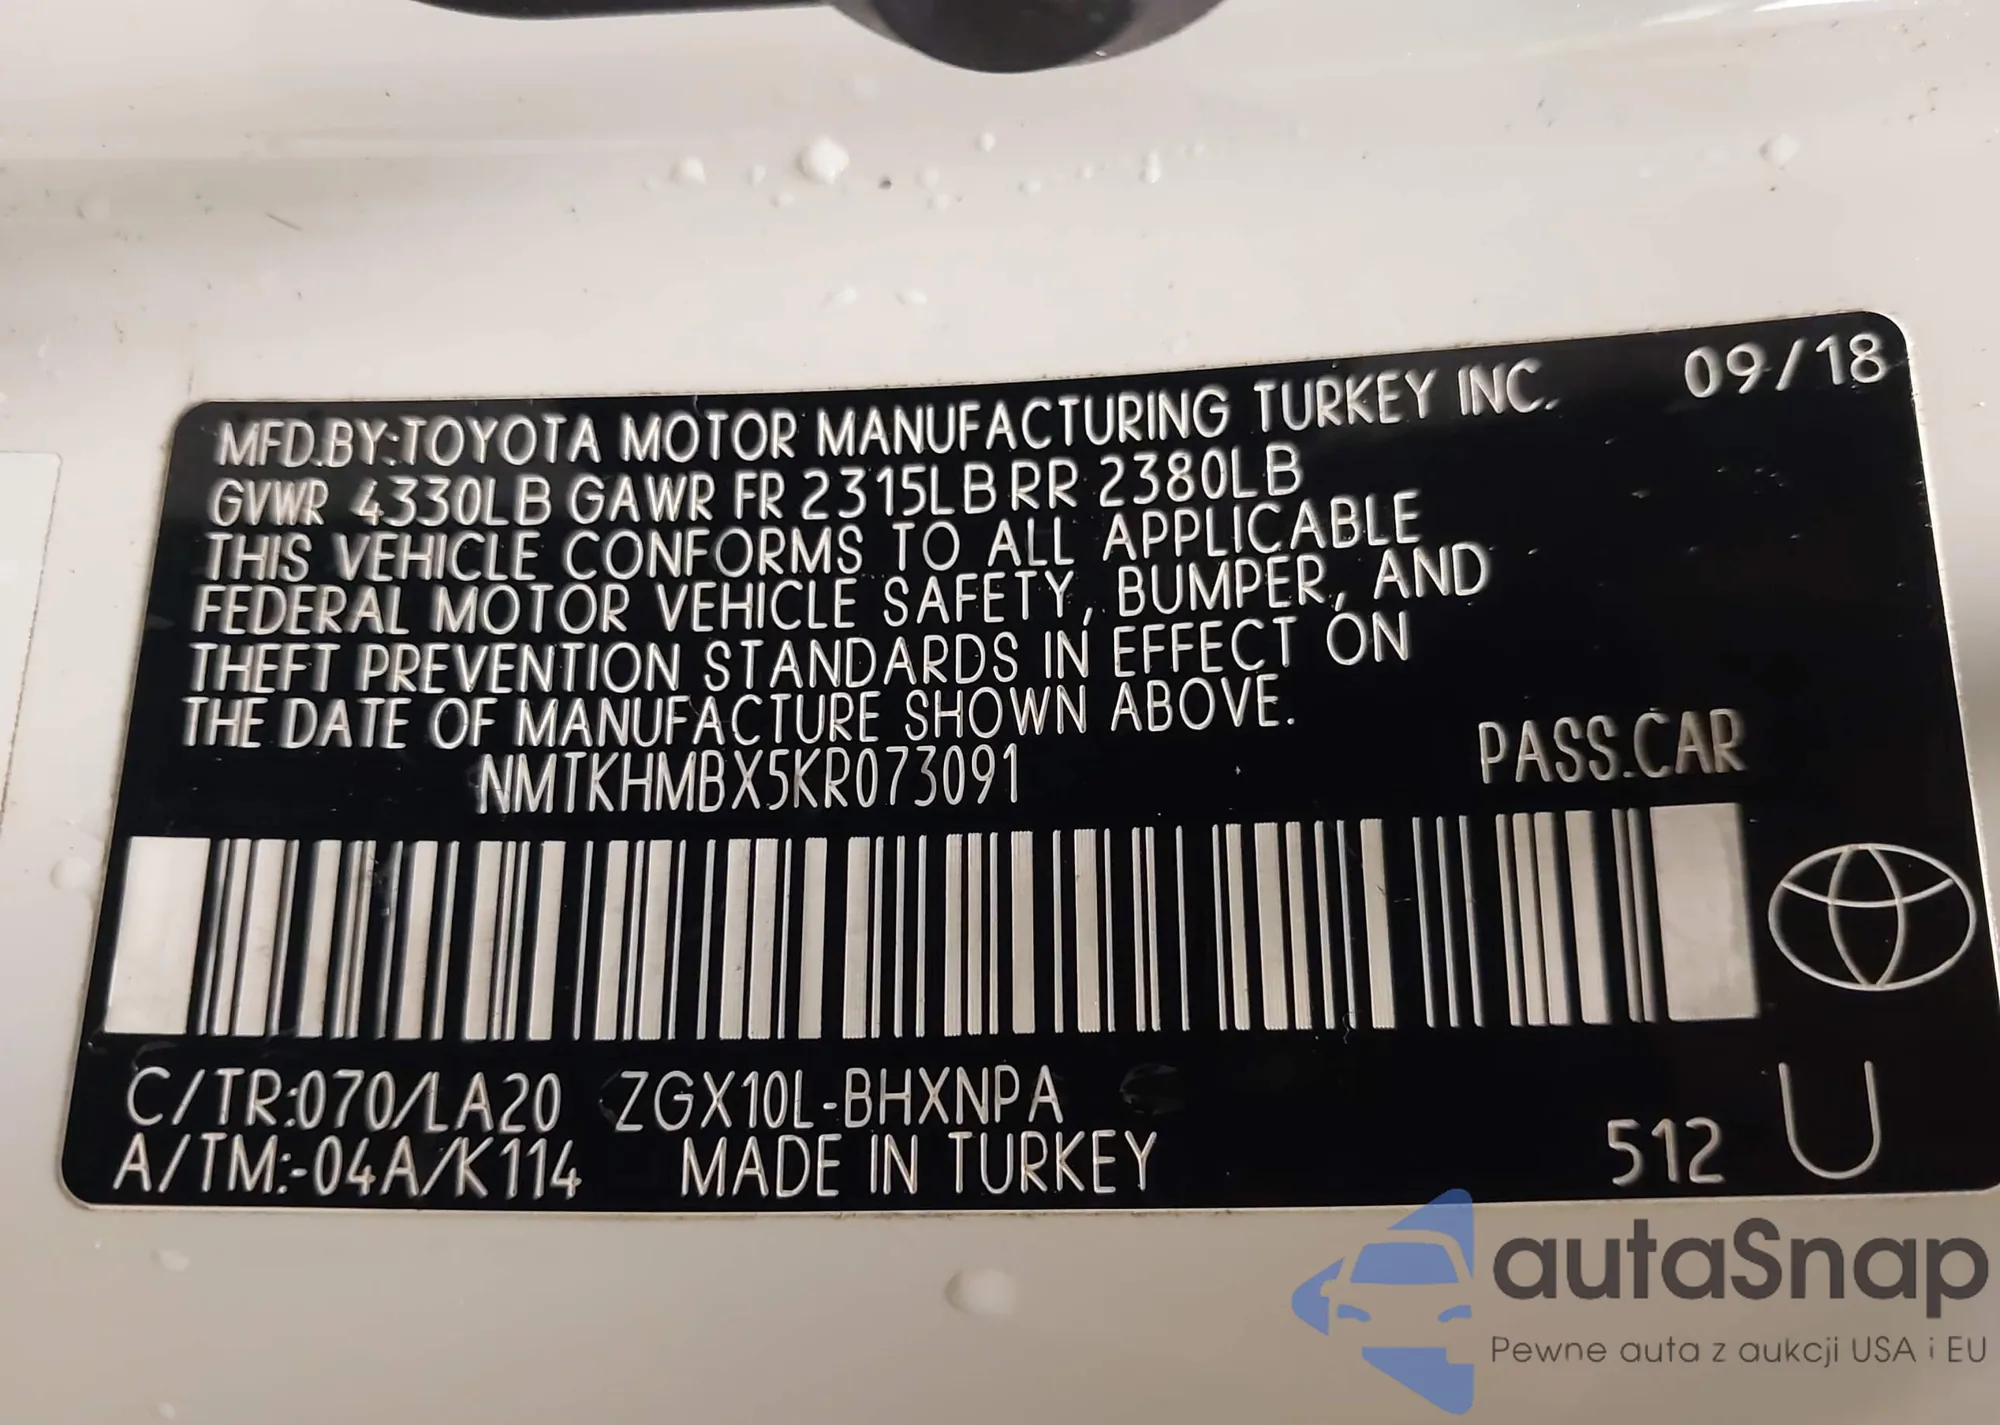 09/18
MFD.BY:TOYOTA MOTOR MANUFACTURING TURKEY INC.
GVWR 4330LB GAWR FR 2315LB RR 2380LB
THIS VEHICLE CONFORMS TO ALL APPLICABLE
FEDERAL MOTOR VEHICLE SAFETY, BUMPER, AND
THEFT PREVENTION STANDARDS IN EFFECT ON
THE DATE OF MANUFACTURE SHOWN ABOVE.
NMTKHMBX5KR073091 PASS.CAR
C/TR:070/LA20 ZGX10L-BHXNPA
A/TM:-04A/K114 MADE IN TURKEY 512 U
autaSnap
Pewne auta z aukcji USA i EU